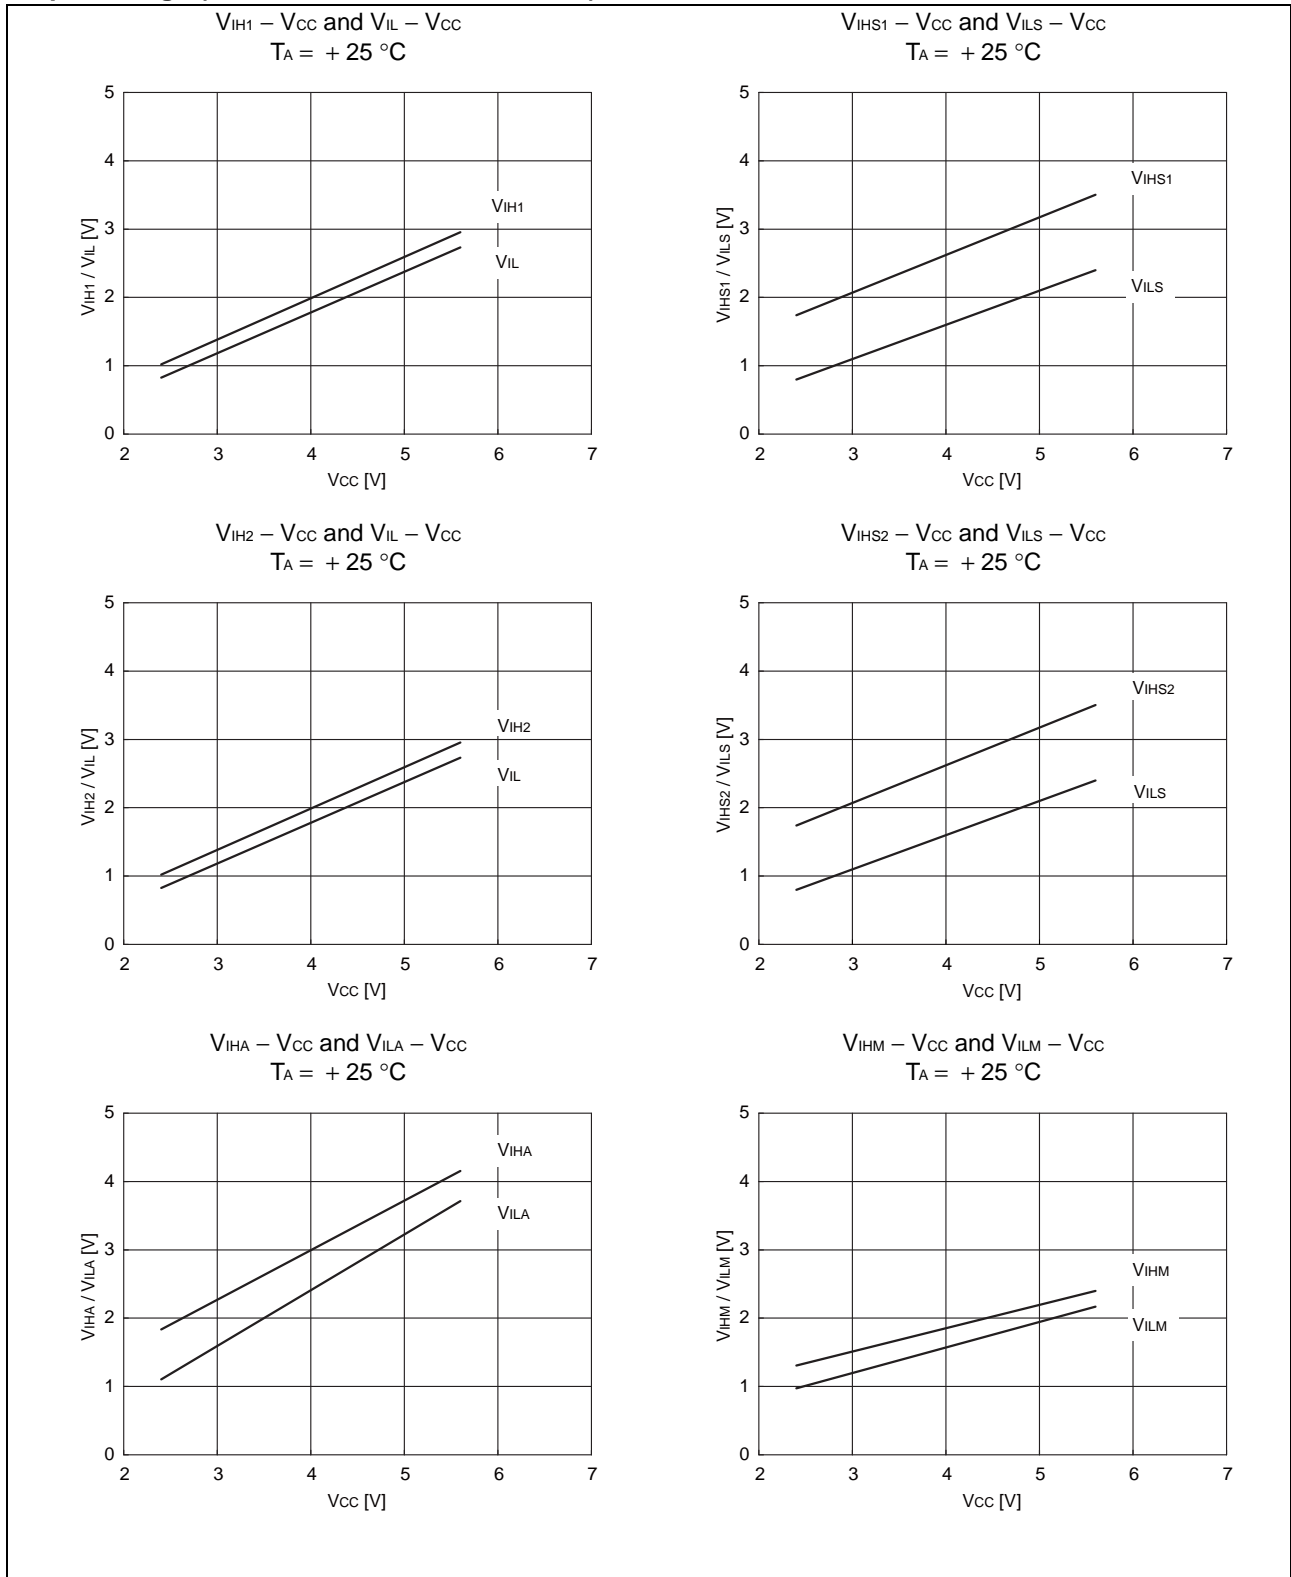 VIH1 – VCC and VIL – VCC
TA = + 25 °C
5
4
3
2
1
0
VIH1 / VIL [V]
VIH1
VIL
2 3 4 5 6 7
VCC [V]
VIHS1 – VCC and VILS – VCC
TA = + 25 °C
5
4
3
2
1
0
VIHS1 / VILS [V]
VIHS1
VILS
2 3 4 5 6 7
VCC [V]
VIH2 – VCC and VIL – VCC
TA = + 25 °C
5
4
3
2
1
0
VIH2 / VIL [V]
VIH2
VIL
2 3 4 5 6 7
VCC [V]
VIHS2 – VCC and VILS – VCC
TA = + 25 °C
5
4
3
2
1
0
VIHS2 / VILS [V]
VIHS2
VILS
2 3 4 5 6 7
VCC [V]
VIHA – VCC and VILA – VCC
TA = + 25 °C
5
4
3
2
1
0
VIHA / VILA [V]
VIHA
VILA
2 3 4 5 6 7
VCC [V]
VIHM – VCC and VILM – VCC
TA = + 25 °C
5
4
3
2
1
0
VIHM / VILM [V]
VIHM
VILM
2 3 4 5 6 7
VCC [V]